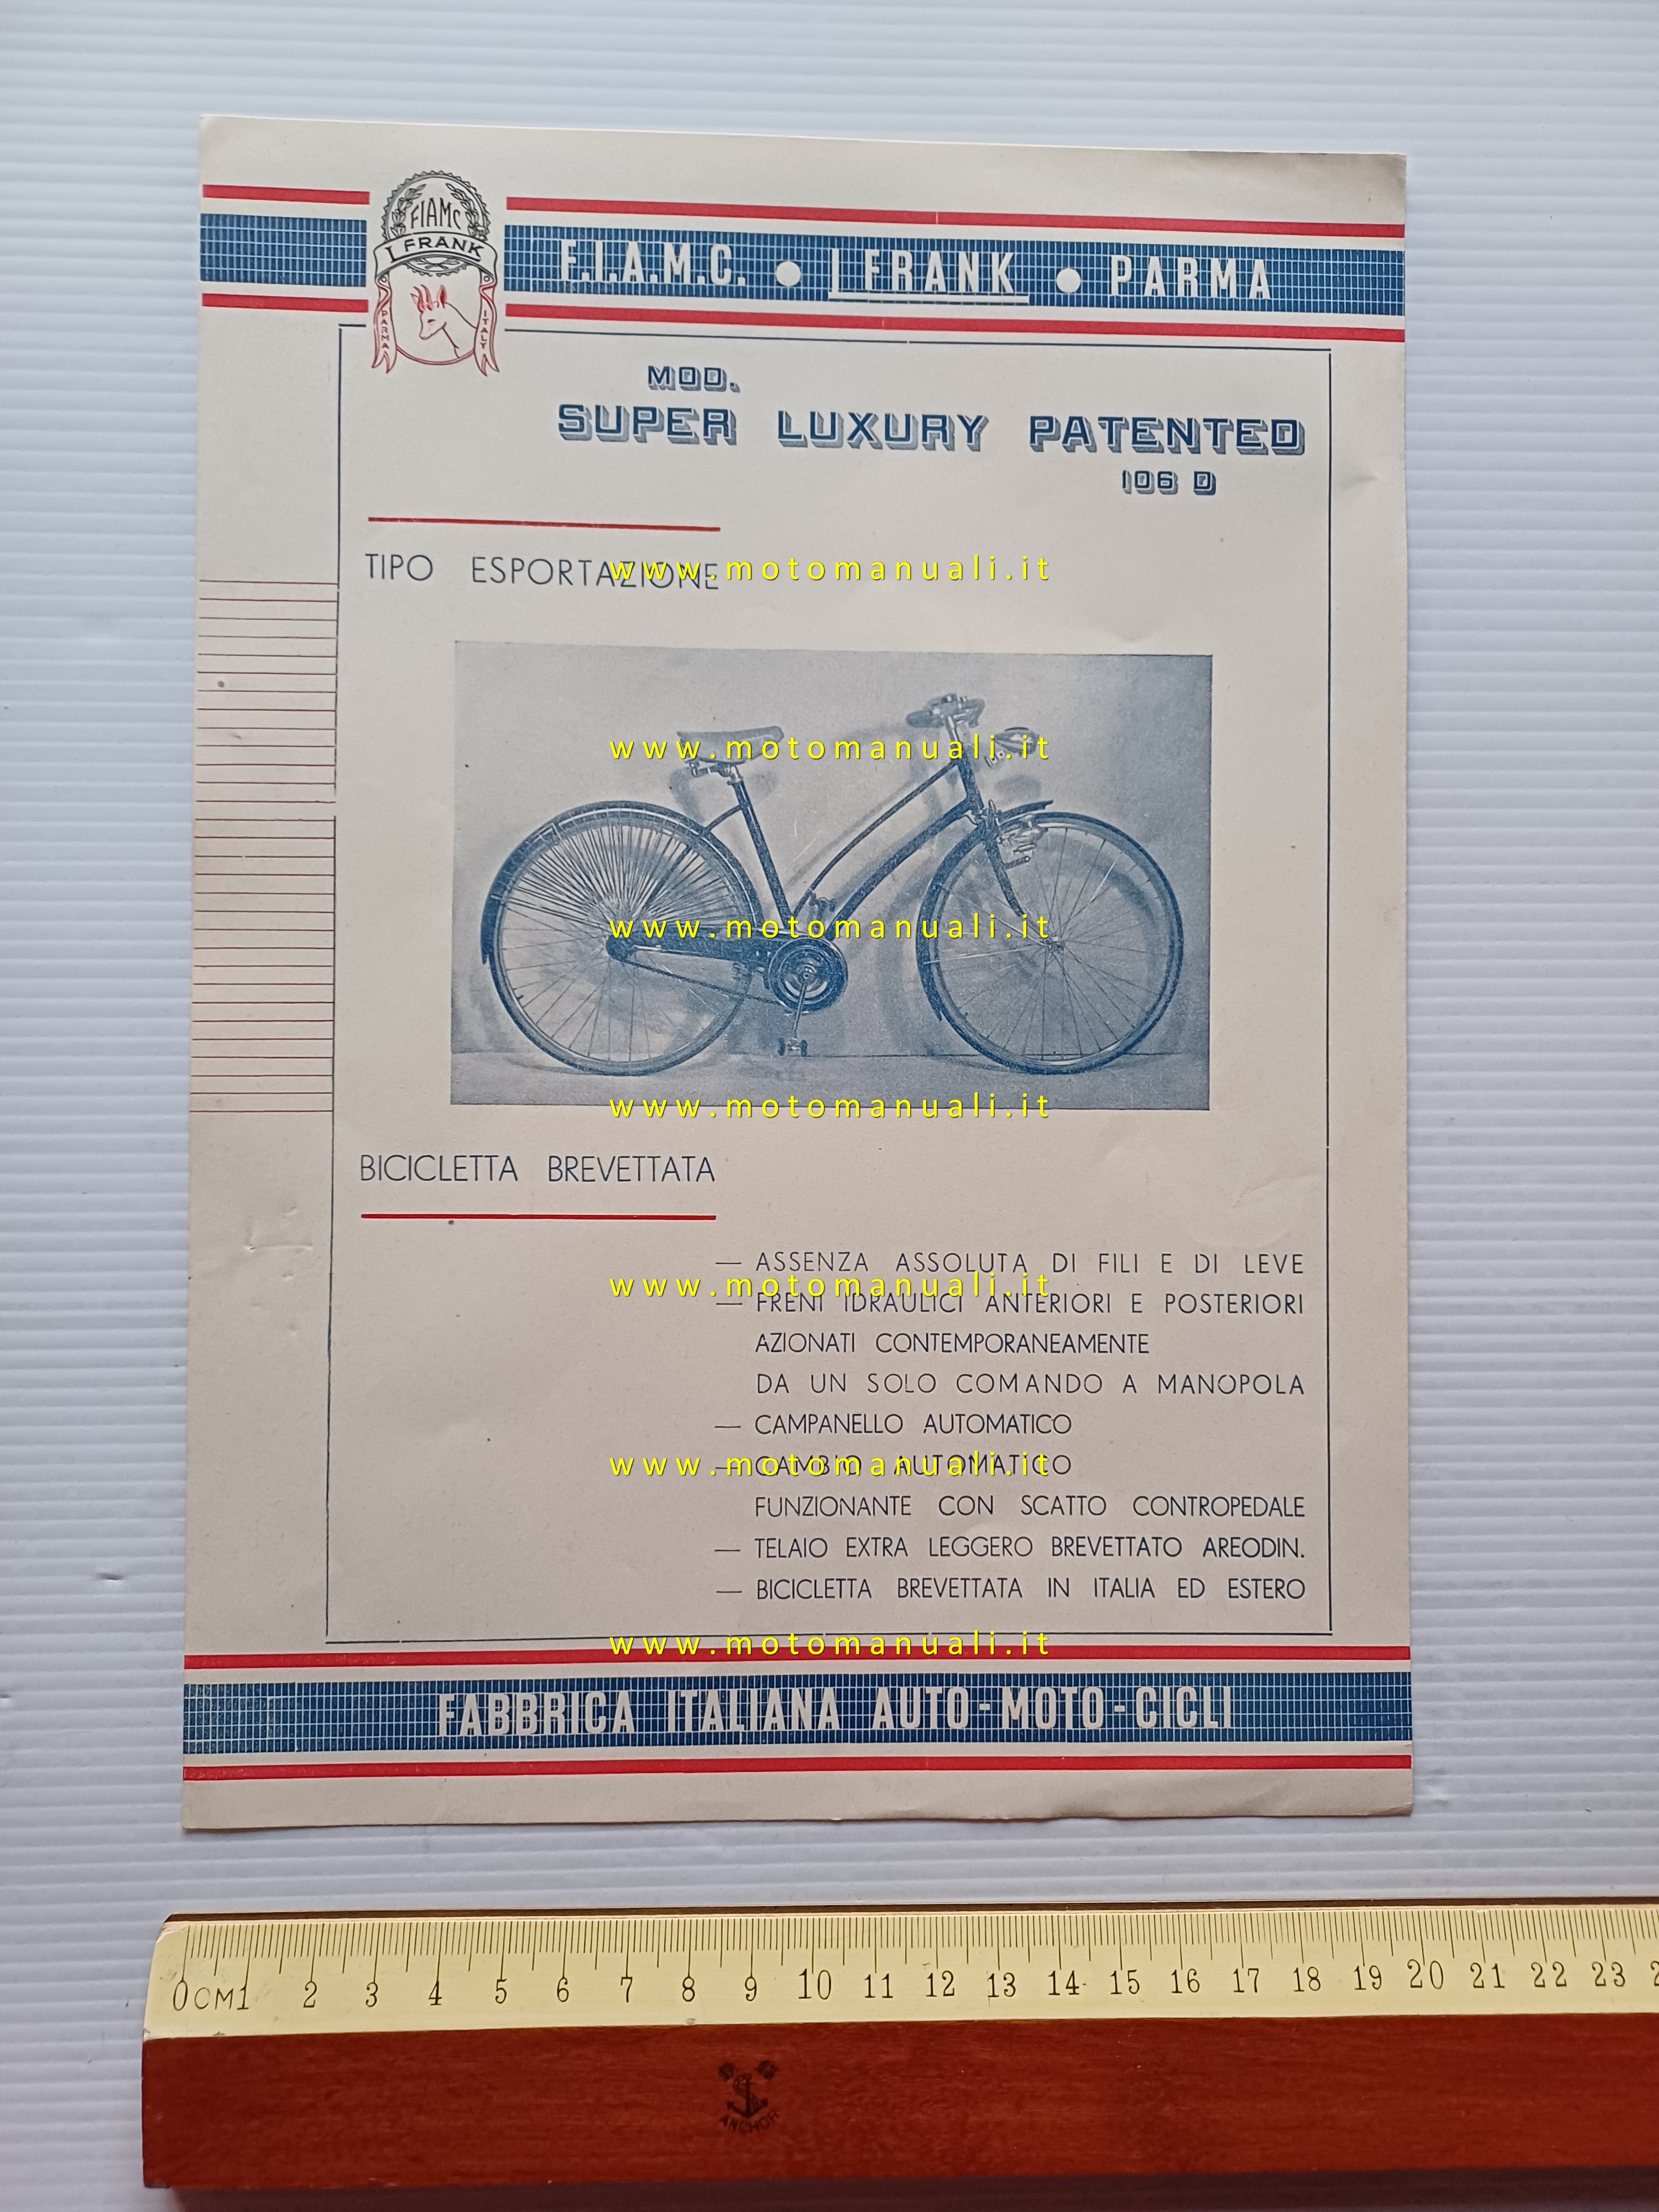 FIAMC
L FRANK
PARMA
ITALY
F.I.A.M.C. ● L FRANK ● PARMA
MOD.
SUPER LUXURY PATENTED
106 D
TIPO ESPORTAZIONE
www.motomanuali.it
www.motomanuali.it
www.motomanuali.it
www.motomanuali.it
BICICLETTA BREVETTATA
— ASSENZA ASSOLUTA DI FILI E DI LEVE
www.motomanuali.it
— FRENI IDRAULICI ANTERIORI E POSTERIORI
AZIONATI CONTEMPORANEAMENTE
DA UN SOLO COMANDO A MANOPOLA
— CAMPANELLO AUTOMATICO
— CAMBIO AUTOMATICO
www.motomanuali.it
FUNZIONANTE CON SCATTO CONTROPEDALE
— TELAIO EXTRA LEGGERO BREVETTATO AREODIN.
— BICICLETTA BREVETTATA IN ITALIA ED ESTERO
www.motomanuali.it
FABBRICA ITALIANA AUTO-MOTO-CICLI
0CM1 2 3 4 5 6 7 8 9 10 11 12 13 14 15 16 17 18 19 20 21 22 23
ANCHOR